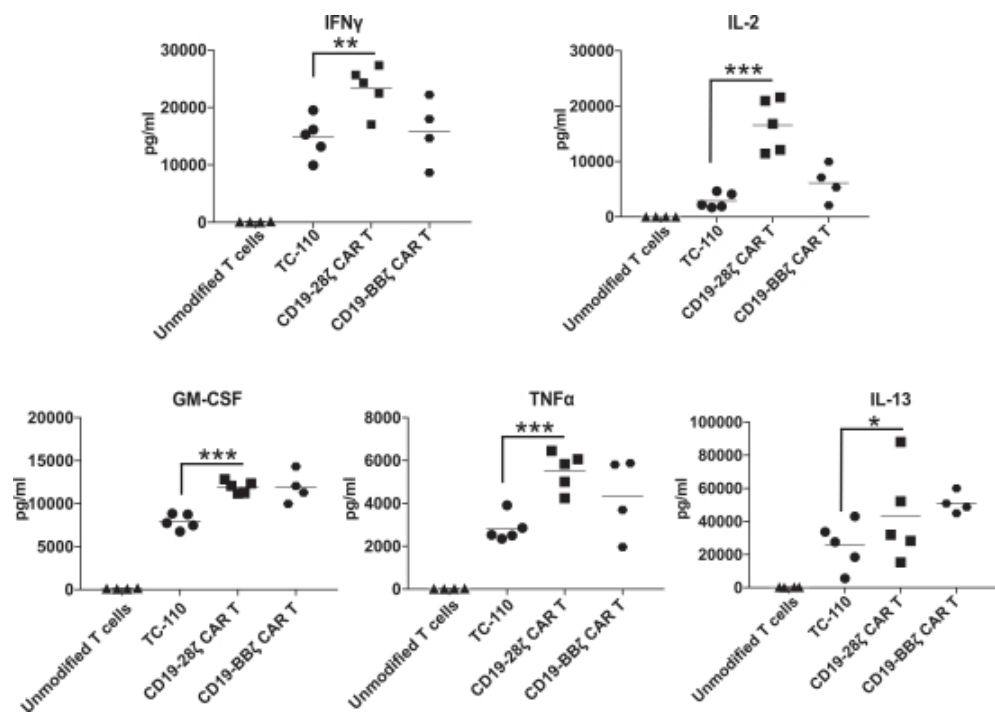 IFNγ
**
30000
20000
10000
0
pg/ml
Unmodified T cells
TC-110
CD19-28ζ CAR T
CD19-BBζ CAR T
IL-2
***
30000
20000
10000
0
pg/ml
Unmodified T cells
TC-110
CD19-28ζ CAR T
CD19-BBζ CAR T
GM-CSF
***
20000
15000
10000
5000
0
pg/ml
Unmodified T cells
TC-110
CD19-28ζ CAR T
CD19-BBζ CAR T
TNFα
***
8000
6000
4000
2000
0
pg/ml
Unmodified T cells
TC-110
CD19-28ζ CAR T
CD19-BBζ CAR T
IL-13
*
100000
80000
60000
40000
20000
0
pg/ml
Unmodified T cells
TC-110
CD19-28ζ CAR T
CD19-BBζ CAR T